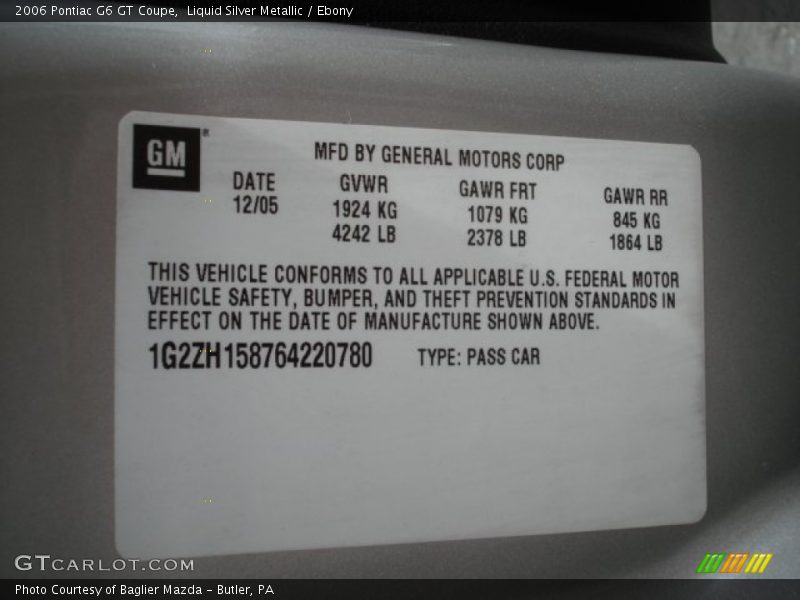 2006 Pontiac G6 GT Coupe,  Liquid Silver Metallic / Ebony
GM®
MFD BY GENERAL MOTORS CORP
DATE GVWR GAWR FRT GAWR RR
12/05 1924 KG 1079 KG 845 KG
4242 LB 2378 LB 1864 LB
THIS VEHICLE CONFORMS TO ALL APPLICABLE U.S. FEDERAL MOTOR
VEHICLE SAFETY, BUMPER, AND THEFT PREVENTION STANDARDS IN
EFFECT ON THE DATE OF MANUFACTURE SHOWN ABOVE.
1G2ZH158764220780 TYPE: PASS CAR
GTCARLOT.COM
Photo Courtesy of Baglier Mazda - Butler, PA